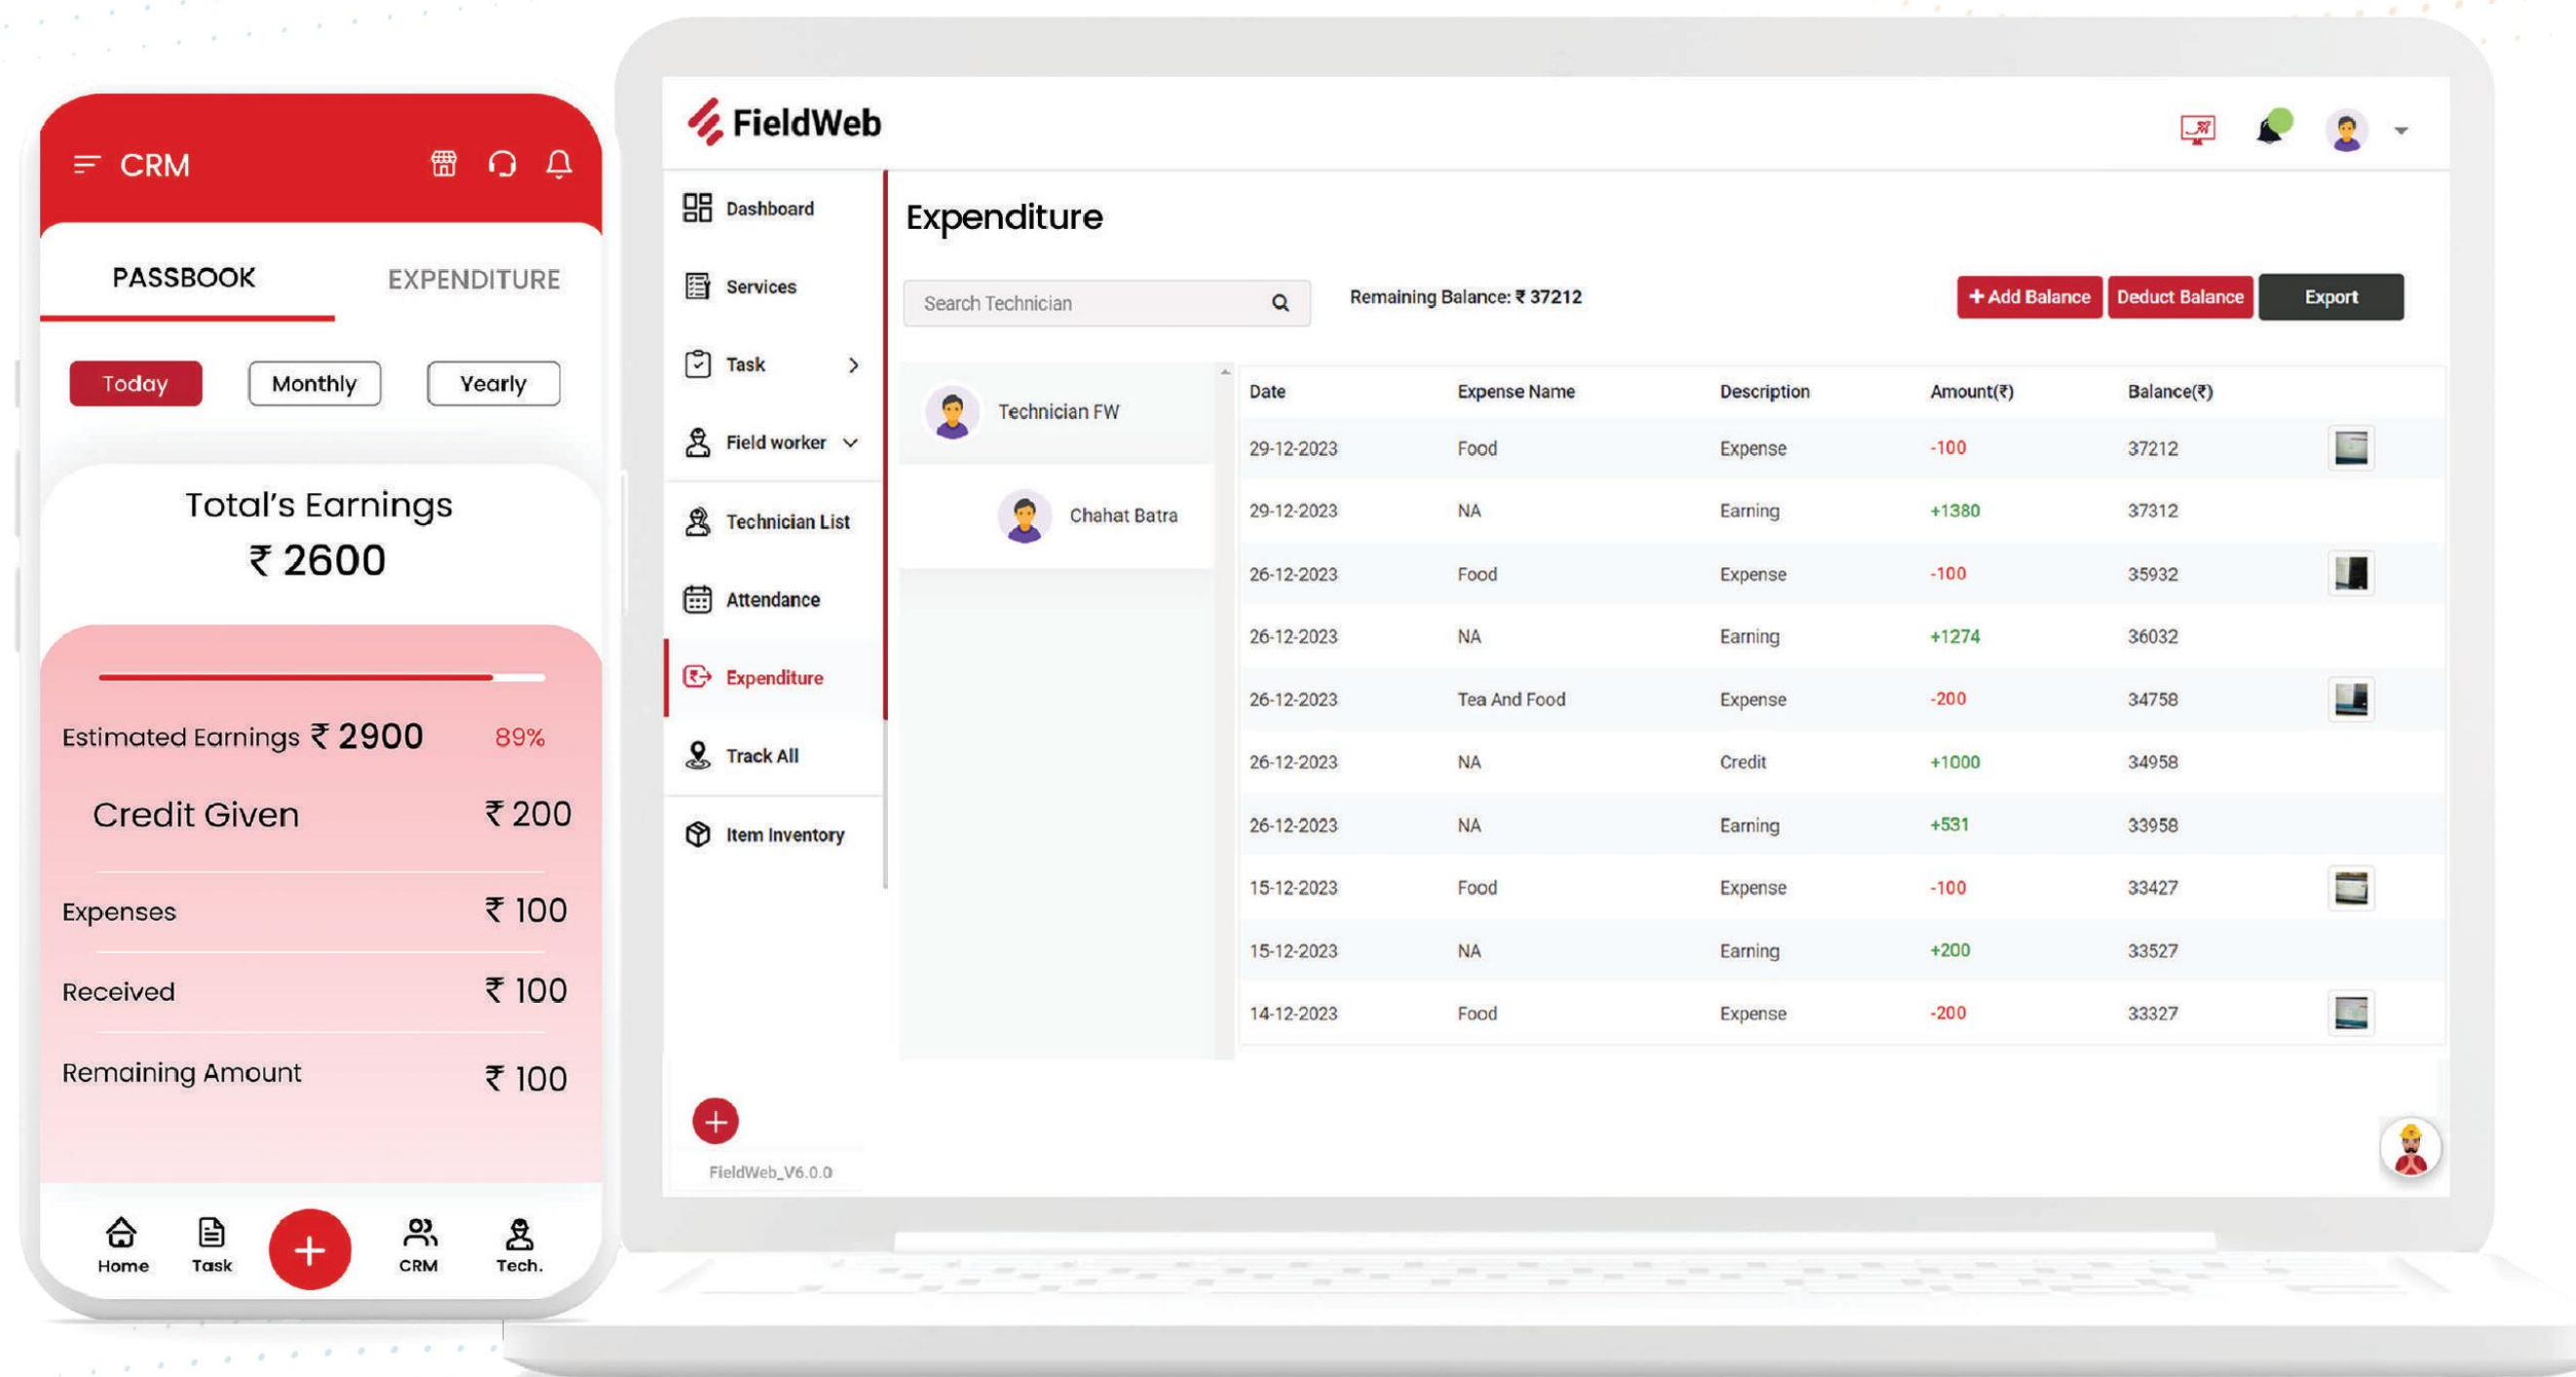 CRM
PASSBOOK EXPENDITURE
Today Monthly Yearly
Total's Earnings
₹ 2600
Estimated Earnings ₹ 2900 89%
Credit Given ₹ 200
Expenses ₹ 100
Received ₹ 100
Remaining Amount ₹ 100
Home Task + CRM Tech.
FieldWeb
Dashboard
Services
Task
Field worker
Technician List
Attendance
Expenditure
Track All
Item Inventory
+
FieldWeb_V6.0.0
Expenditure
Search Technician Remaining Balance: ₹ 37212 + Add Balance Deduct Balance Export
Technician FW
Chahat Batra
Date Expense Name Description Amount(₹) Balance(₹)
29-12-2023 Food Expense -100 37212
29-12-2023 NA Earning +1380 37312
26-12-2023 Food Expense -100 35932
26-12-2023 NA Earning +1274 36032
26-12-2023 Tea And Food Expense -200 34758
26-12-2023 NA Credit +1000 34958
26-12-2023 NA Earning +531 33958
15-12-2023 Food Expense -100 33427
15-12-2023 NA Earning +200 33527
14-12-2023 Food Expense -200 33327